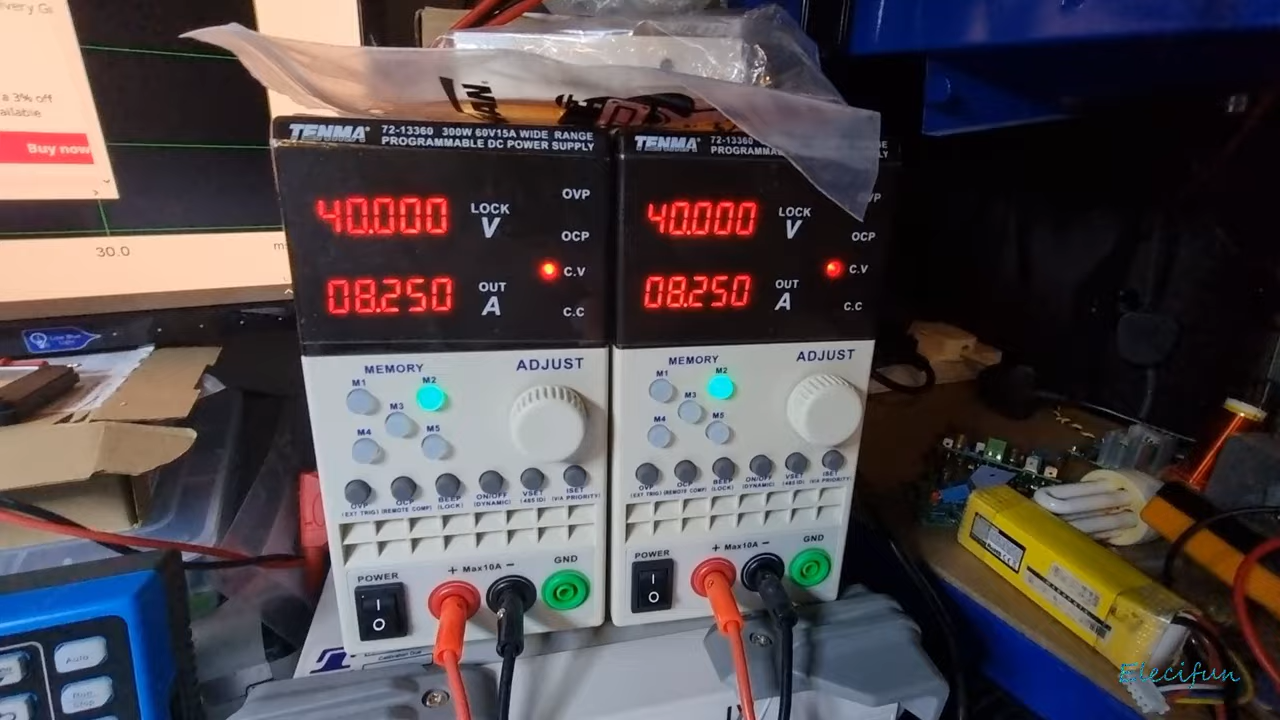 a 3% off
Buy now
30.0
TENMA 72-13360 300W 60V15A WIDE RANGE
PROGRAMMABLE DC POWER SUPPLY
40.000 LOCK V
OVP
OCP
08.250 OUT A
C.V
C.C
MEMORY
ADJUST
M1
M2
M3
M4
M5
OVP OCP BEEP ON/OFF VSET ISET
(EXT TRIG) (REMOTE COMP) (LOCK) (DYNAMIC) (485 ID) (V/A PRIORITY)
POWER
+ Max10A −
GND
TENMA 72-13360
40.000 LOCK V
OCP
08.250 OUT A
C.V
C.C
MEMORY
ADJUST
M1
M2
M3
M4
M5
OVP OCP BEEP ON/OFF VSET ISET
(EXT TRIG) (REMOTE COMP) (LOCK) (DYNAMIC) (485 ID) (V/A PRIORITY)
POWER
+ Max10A −
GND
Auto
Run
Stop
Elecifun